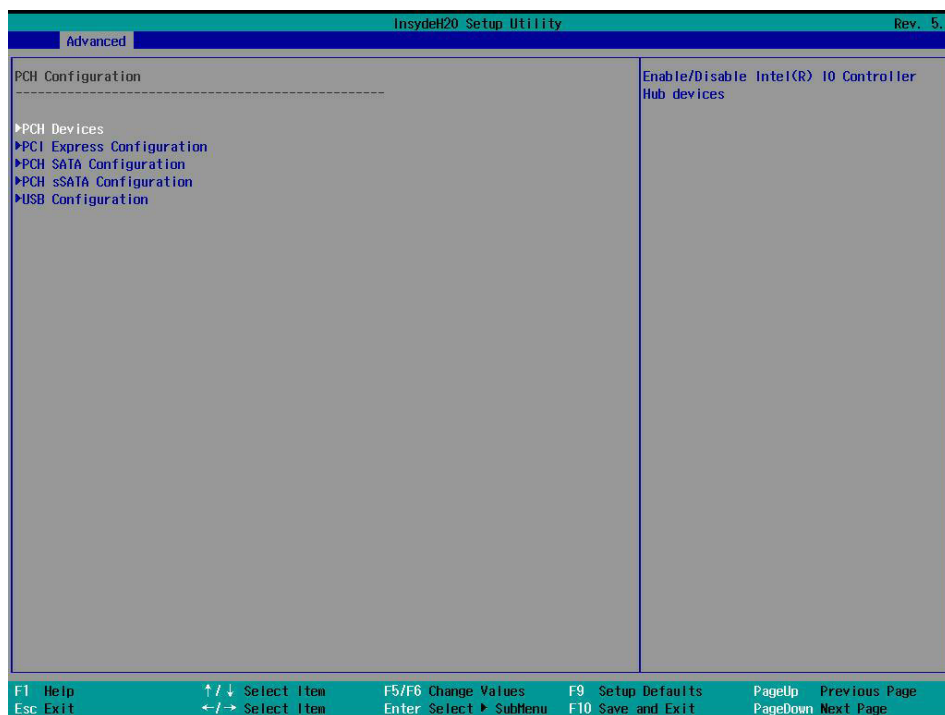 InsydeH20 Setup Utility Rev. 5.
Advanced
PCH Configuration
Enable/Disable Intel(R) IO Controller
Hub devices
▶PCH Devices
▶PCI Express Configuration
▶PCH SATA Configuration
▶PCH sSATA Configuration
▶USB Configuration
F1 Help ↑/↓ Select Item F5/F6 Change Values F9 Setup Defaults PageUp Previous Page
Esc Exit ←/→ Select Item Enter Select ▶ SubMenu F10 Save and Exit PageDown Next Page